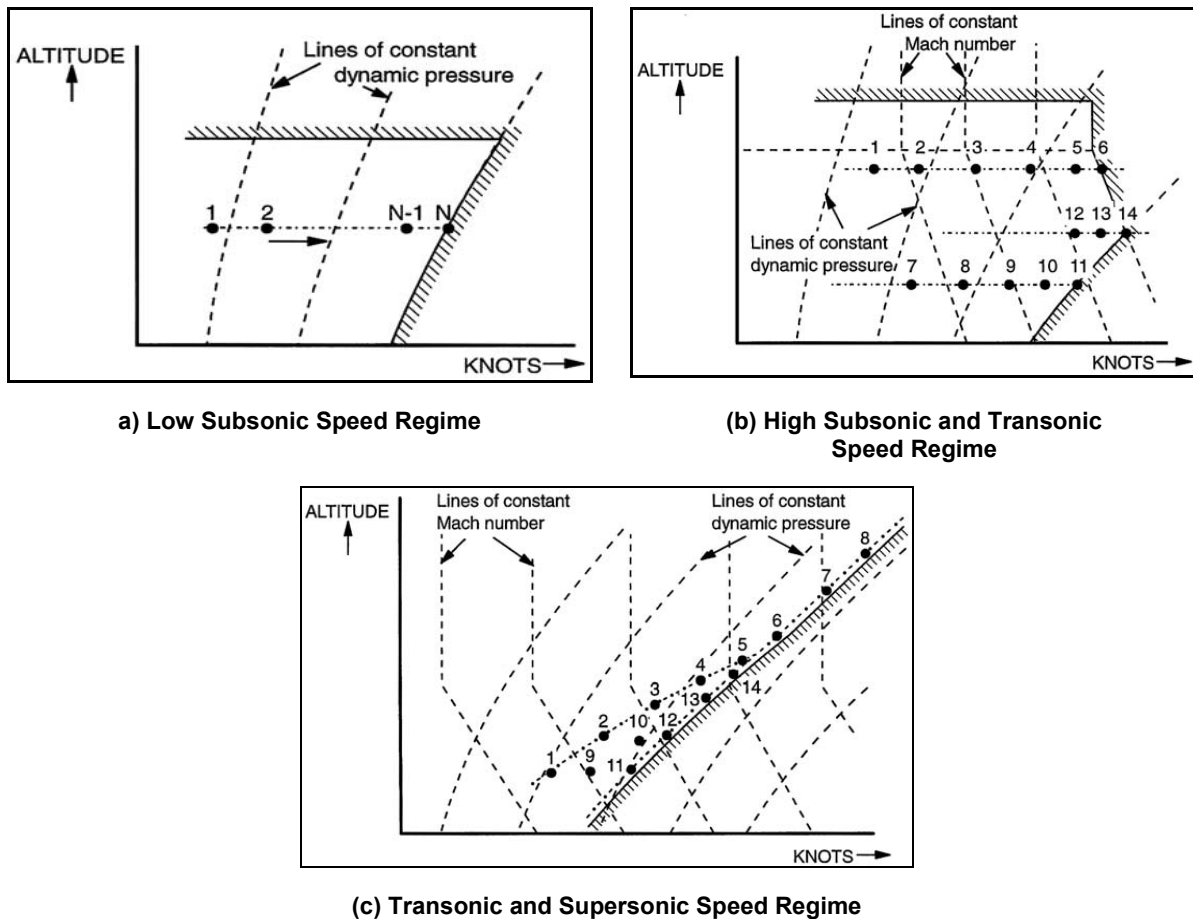 ALTITUDE
Lines of constant
dynamic pressure
1 2 N-1 N
KNOTS
a) Low Subsonic Speed Regime
Lines of constant
Mach number
ALTITUDE
1 2 3 4 5 6
12 13 14
Lines of constant
dynamic pressure
7 8 9 10 11
KNOTS
(b) High Subsonic and Transonic
Speed Regime
ALTITUDE
Lines of constant
Mach number
Lines of constant
dynamic pressure
8
7
6
5
4
14
3
13
2 10 12
1 9 11
KNOTS
(c) Transonic and Supersonic Speed Regime